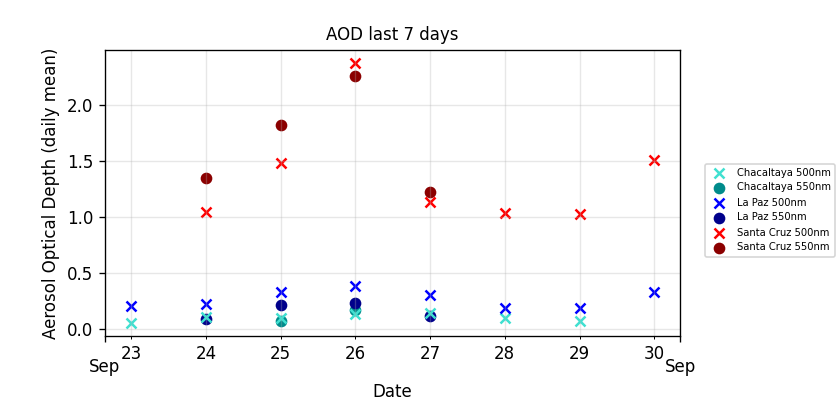 AOD last 7 days
Aerosol Optical Depth (daily mean)
2.0
1.5
1.0
0.5
0.0
23 24 25 26 27 28 29 30
Sep Sep
Date
Chacaltaya 500nm
Chacaltaya 550nm
La Paz 500nm
La Paz 550nm
Santa Cruz 500nm
Santa Cruz 550nm